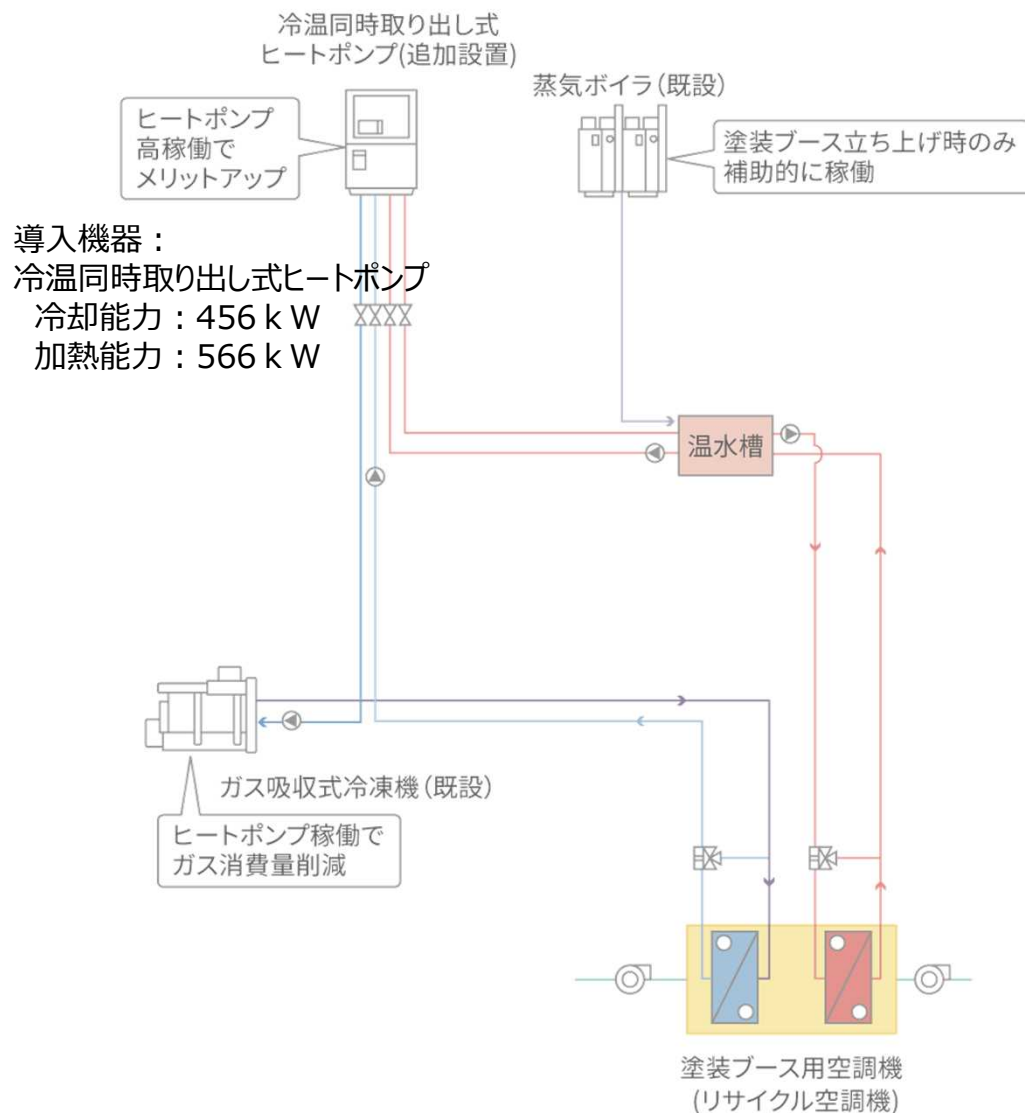 冷温同時取り出し式
ヒートポンプ(追加設置)
蒸気ボイラ(既設)
ヒートポンプ
高稼働で
メリットアップ
塗装ブース立ち上げ時のみ
補助的に稼働
導入機器：
冷温同時取り出し式ヒートポンプ
冷却能力：456ｋW
加熱能力：566ｋW
温水槽
ガス吸収式冷凍機(既設)
ヒートポンプ稼働で
ガス消費量削減
塗装ブース用空調機
(リサイクル空調機)